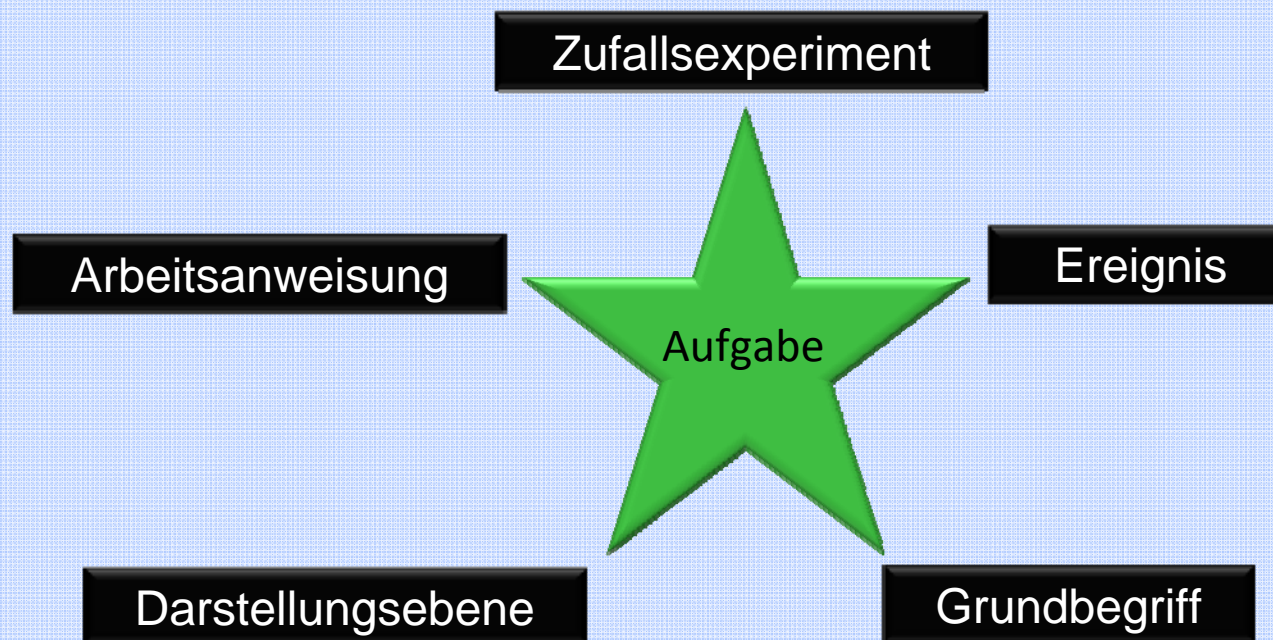 Zufallsexperiment
Arbeitsanweisung
Ereignis
Aufgabe
Darstellungsebene
Grundbegriff